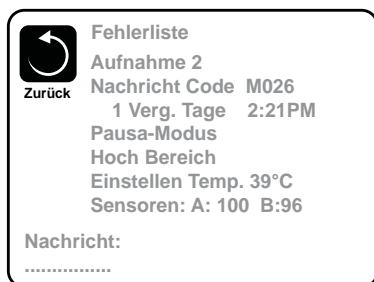 Fehlerliste
Aufnahme 2
Zurück
Nachricht Code M026
1 Verg. Tage 2:21PM
Pausa-Modus
Hoch Bereich
Einstellen Temp. 39°C
Sensoren: A: 100 B:96
Nachricht:
................